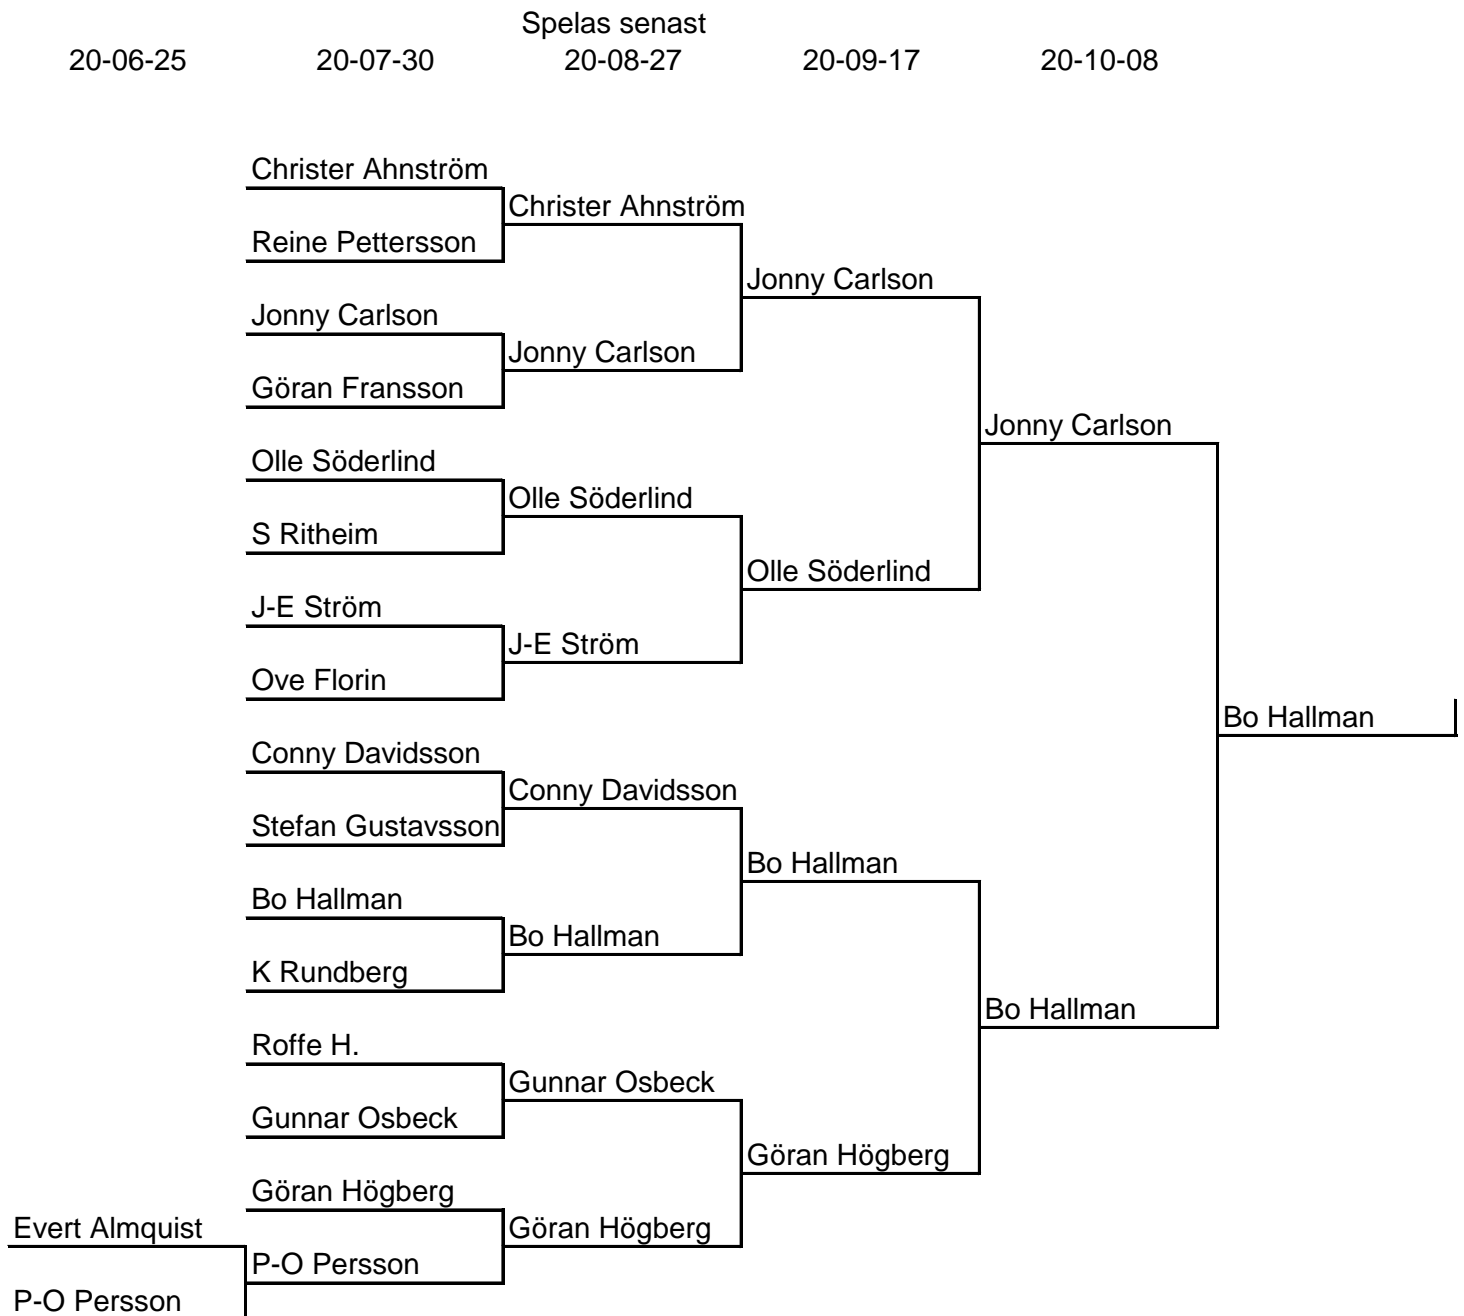 Spelas senast
20-06-25 20-07-30 20-08-27 20-09-17 20-10-08
Christer Ahnström
Christer Ahnström
Reine Pettersson
Jonny Carlson
Jonny Carlson
Jonny Carlson
Göran Fransson
Jonny Carlson
Olle Söderlind
Olle Söderlind
S Ritheim
Olle Söderlind
J-E Ström
J-E Ström
Ove Florin
Bo Hallman
Conny Davidsson
Conny Davidsson
Stefan Gustavsson
Bo Hallman
Bo Hallman
Bo Hallman
K Rundberg
Bo Hallman
Roffe H.
Gunnar Osbeck
Gunnar Osbeck
Göran Högberg
Göran Högberg
Evert Almquist
Göran Högberg
P-O Persson
P-O Persson